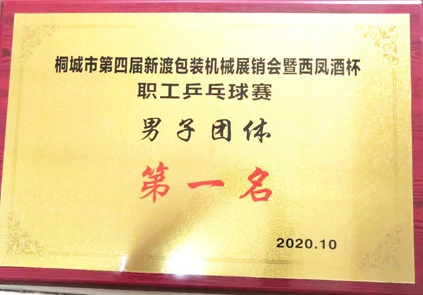 桐城市第四届新渡包装机械展销会暨西凤酒杯
职工乒乓球赛
男子团体
第一名
2020.10